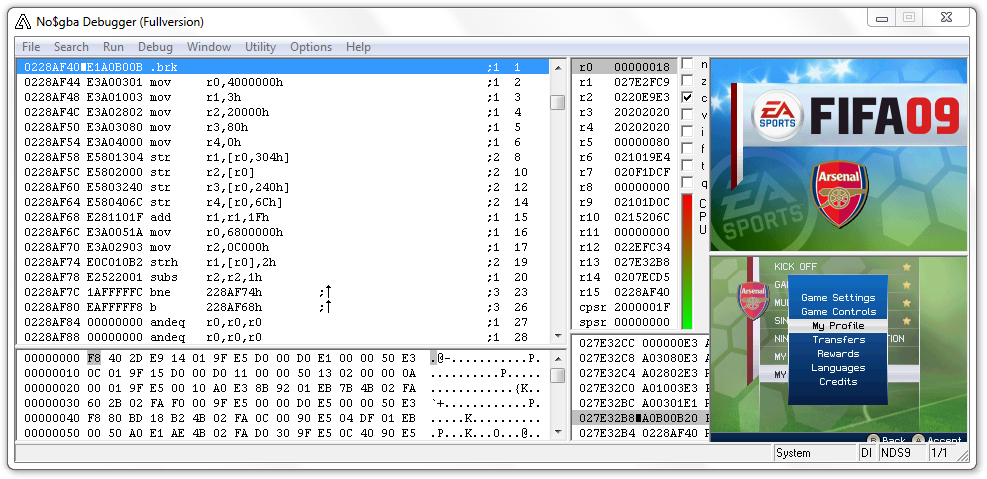 No$gba Debugger (Fullversion)
File Search Run Debug Window Utility Options Help
0228AF40 E1A0B00B .brk ;1 1
0228AF44 E3A00301 mov r0,4000000h ;1 2
0228AF48 E3A01003 mov r1,3h ;1 3
0228AF4C E3A02802 mov r2,20000h ;1 4
0228AF50 E3A03080 mov r3,80h ;1 5
0228AF54 E3A04000 mov r4,0h ;1 6
0228AF58 E5801304 str r1,[r0,304h] ;2 8
0228AF5C E5802000 str r2,[r0] ;2 10
0228AF60 E5803240 str r3,[r0,240h] ;2 12
0228AF64 E580406C str r4,[r0,6Ch] ;2 14
0228AF68 E281101F add r1,r1,1Fh ;1 15
0228AF6C E3A0051A mov r0,6800000h ;1 16
0228AF70 E3A02903 mov r2,0C000h ;1 17
0228AF74 E0C010B2 strh r1,[r0],2h ;2 19
0228AF78 E2522001 subs r2,r2,1h ;1 20
0228AF7C 1AFFFFFC bne 228AF74h ;↑ ;3 23
0228AF80 EAFFFFF8 b 228AF68h ;↑ ;3 26
0228AF84 00000000 andeq r0,r0,r0 ;1 27
0228AF88 00000000 andeq r0,r0,r0 ;1 28
r0 00000018 n
r1 027E2FC9 z
r2 0220E9E3 c
r3 20202020 v
r4 20202020 i
r5 00000080 f
r6 021019E4 t
r7 020F1DCF q
r8 00000000
r9 02101D0C C
r10 0215206C P
r11 00000000 U
r12 022EFC34
r13 027E32B8
r14 0207ECD5
r15 0228AF40
cpsr 2000001F
spsr 00000000
00000000 F8 40 2D E9 14 01 9F E5 D0 00 D0 E1 00 00 50 E3 .@-...........P.
00000010 0C 01 9F 15 D0 00 D0 11 00 00 50 13 02 00 00 0A ..........P.....
00000020 00 01 9F E5 00 10 A0 E3 8B 92 01 EB 7B 4B 02 FA ............{K..
00000030 60 2B 02 FA F0 00 9F E5 D0 00 D0 E5 00 00 50 E3 `+............P.
00000040 F8 80 BD 18 B2 4B 02 FA 0C 00 90 E5 04 DF 01 EB .....K..........
00000050 00 50 A0 E1 AE 4B 02 FA D0 30 9F E5 0C 40 90 E5 .P...K...0...@..
027E32CC 000000E3
027E32C8 A03080E3
027E32C4 A02802E3
027E32C0 A01003E3
027E32BC A00301E1
027E32B8 A0B00B20
027E32B4 0228AF40
EA SPORTS FIFA09
Arsenal
EA SPORTS
KICK OFF
Arsenal
Game Settings
Game Controls
My Profile
Transfers
Rewards
Languages
Credits
MY
B Back A Accept
System DI NDS9 1/1